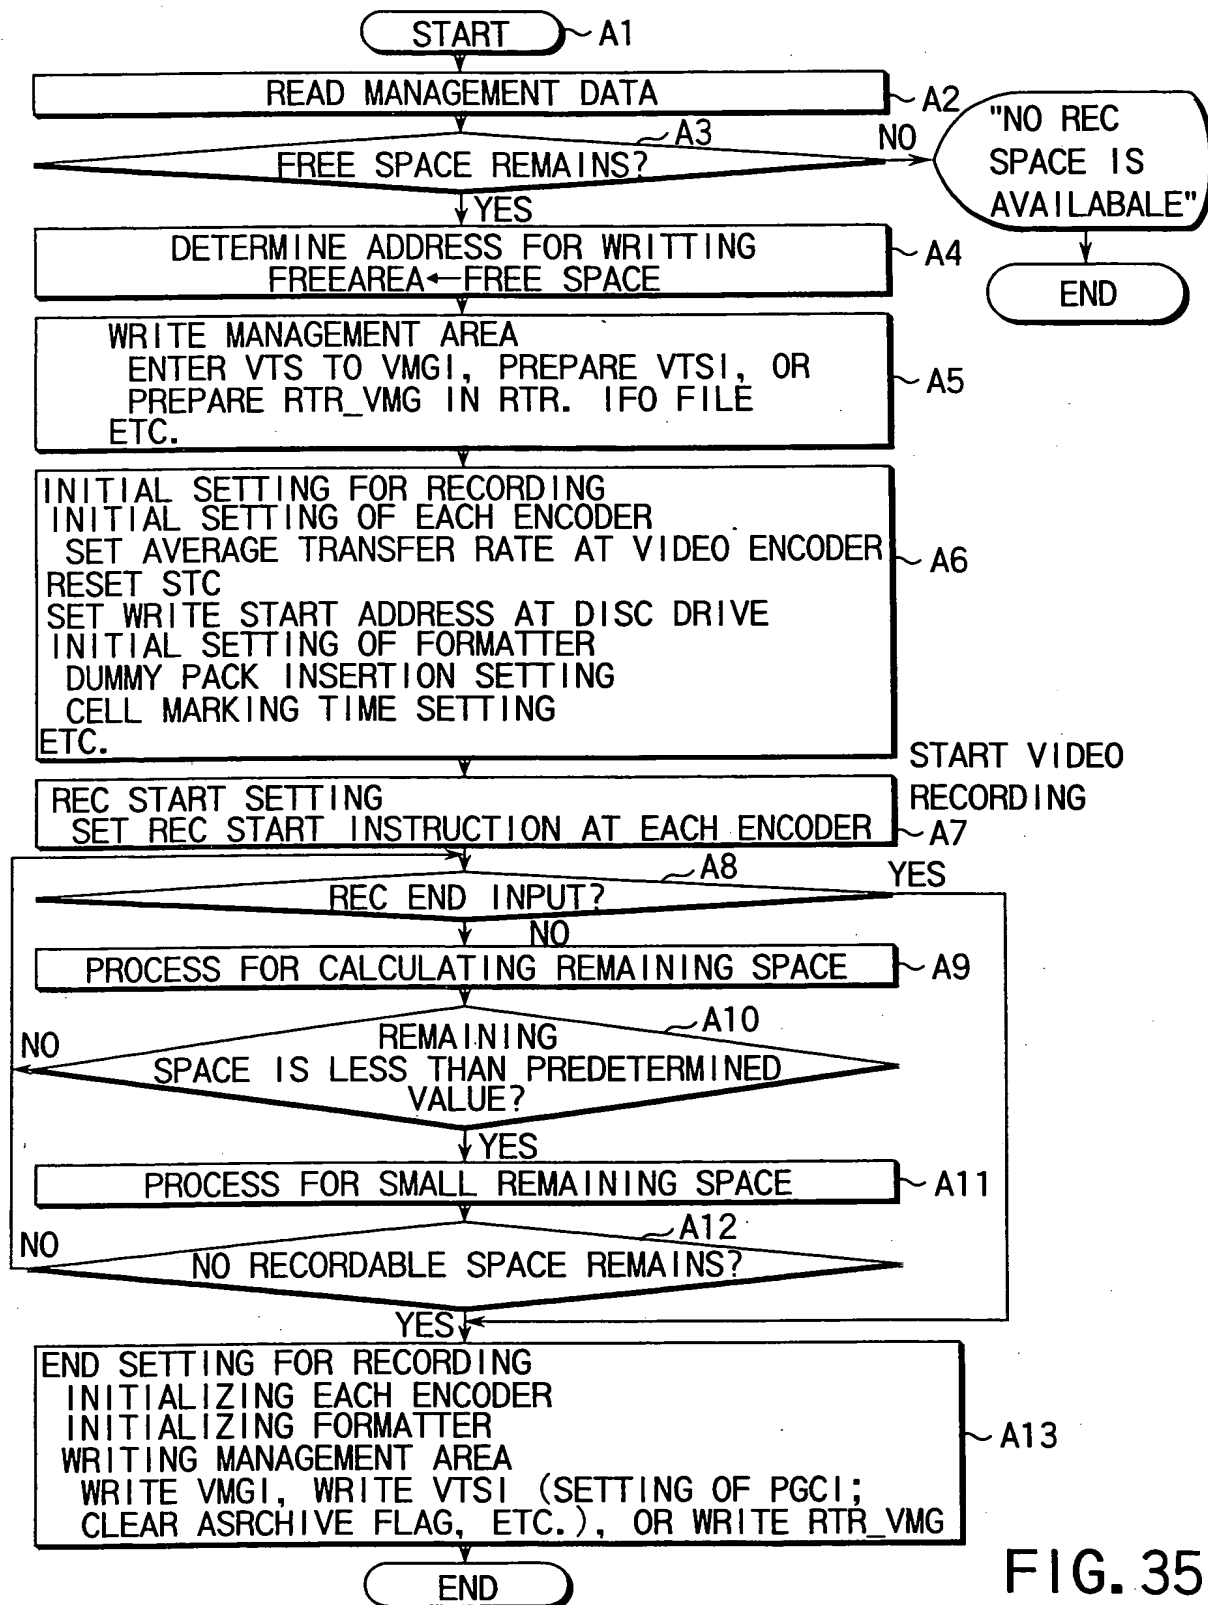 START
A1
READ MANAGEMENT DATA
A2
A3
FREE SPACE REMAINS?
NO
"NO REC
SPACE IS
AVAILABALE"
END
YES
DETERMINE ADDRESS FOR WRITTING
FREEAREA←FREE SPACE
A4
WRITE MANAGEMENT AREA
ENTER VTS TO VMGI, PREPARE VTSI, OR
PREPARE RTR_VMG IN RTR. IFO FILE
ETC.
A5
INITIAL SETTING FOR RECORDING
INITIAL SETTING OF EACH ENCODER
SET AVERAGE TRANSFER RATE AT VIDEO ENCODER
RESET STC
SET WRITE START ADDRESS AT DISC DRIVE
INITIAL SETTING OF FORMATTER
DUMMY PACK INSERTION SETTING
CELL MARKING TIME SETTING
ETC.
A6
START VIDEO
RECORDING
REC START SETTING
SET REC START INSTRUCTION AT EACH ENCODER
A7
A8
REC END INPUT?
YES
NO
PROCESS FOR CALCULATING REMAINING SPACE
A9
A10
REMAINING
SPACE IS LESS THAN PREDETERMINED
VALUE?
NO
YES
PROCESS FOR SMALL REMAINING SPACE
A11
A12
NO RECORDABLE SPACE REMAINS?
NO
YES
END SETTING FOR RECORDING
INITIALIZING EACH ENCODER
INITIALIZING FORMATTER
WRITING MANAGEMENT AREA
WRITE VMGI, WRITE VTSI (SETTING OF PGCI;
CLEAR ASRCHIVE FLAG, ETC.), OR WRITE RTR_VMG
A13
END
FIG. 35